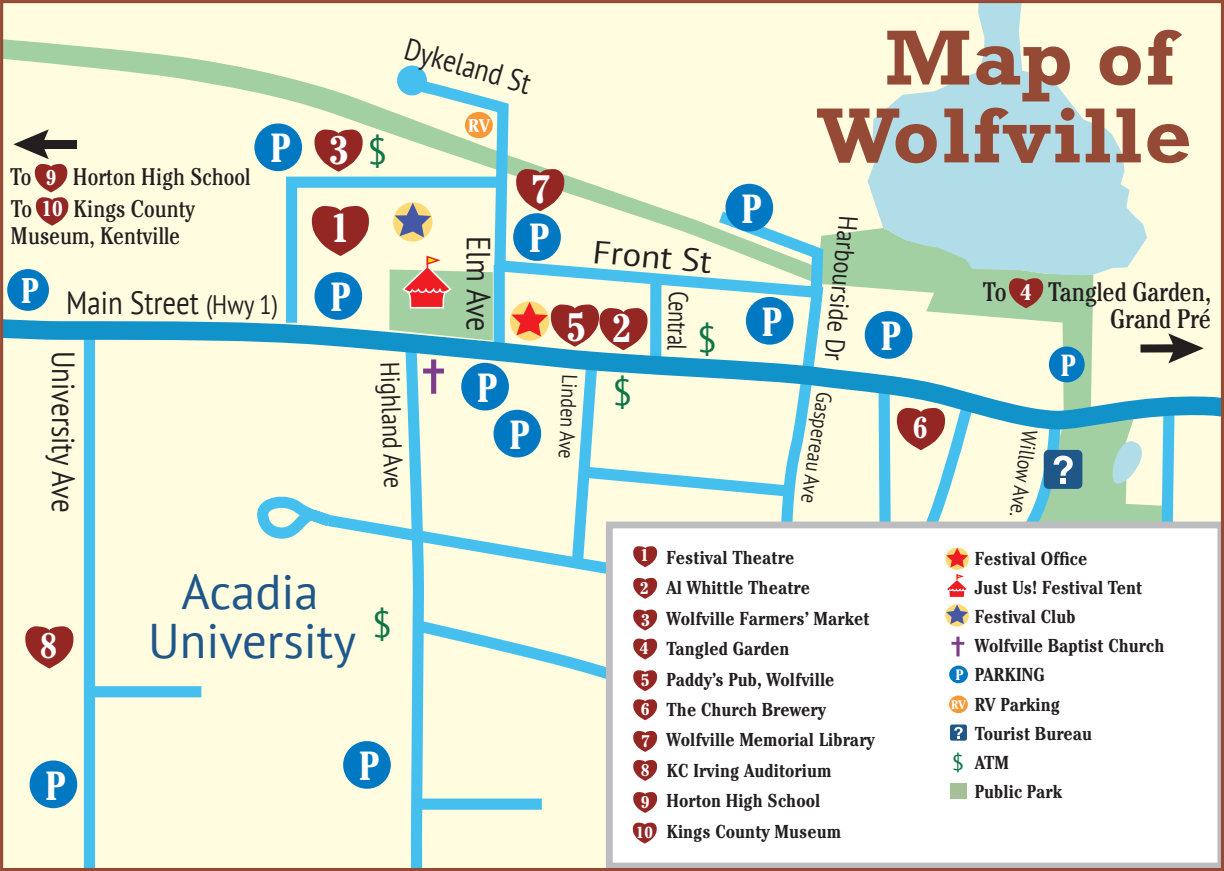 Map of
Wolfville
Dykeland St
RV
P
3
$
To 9 Horton High School
To 10 Kings County
Museum, Kentville
7
P
1
P
Elm Ave
Front St
Harbourside Dr
P
Main Street (Hwy 1)
P
5
2
Central
$
P
P
To 4 Tangled Garden,
Grand Pré
P
University Ave
Highland Ave
P
P
Linden Ave
$
Gaspereau Ave
6
Willow Ave.
?
Acadia
University
$
8
P
P
1 Festival Theatre
2 Al Whittle Theatre
3 Wolfville Farmers’ Market
4 Tangled Garden
5 Paddy’s Pub, Wolfville
6 The Church Brewery
7 Wolfville Memorial Library
8 KC Irving Auditorium
9 Horton High School
10 Kings County Museum
Festival Office
Just Us! Festival Tent
Festival Club
Wolfville Baptist Church
P PARKING
RV RV Parking
? Tourist Bureau
$ ATM
Public Park